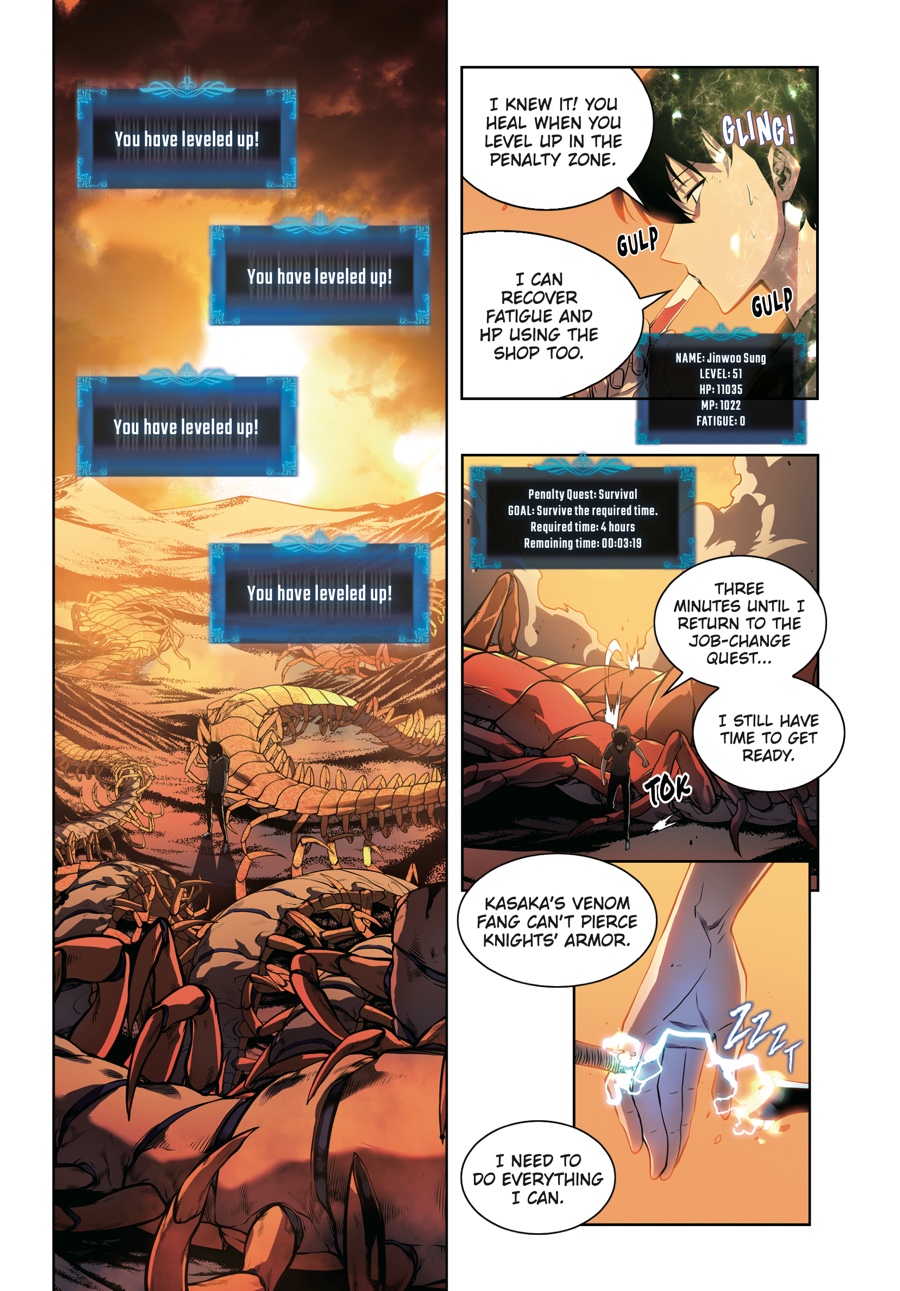 You have leveled up!
You have leveled up!
You have leveled up!
You have leveled up!
I KNEW IT! YOU
HEAL WHEN YOU
LEVEL UP IN THE
PENALTY ZONE.
GLING!
GULP
I CAN
RECOVER
FATIGUE AND
HP USING THE
SHOP TOO.
GULP
NAME: Jinwoo Sung
LEVEL: 51
HP: 11035
MP: 1022
FATIGUE: 0
Penalty Quest: Survival
GOAL: Survive the required time.
Required time: 4 hours
Remaining time: 00:03:19
THREE
MINUTES UNTIL I
RETURN TO THE
JOB-CHANGE
QUEST...
I STILL HAVE
TIME TO GET
READY.
TOK
KASAKA'S VENOM
FANG CAN'T PIERCE
KNIGHTS' ARMOR.
ZZZT
I NEED TO
DO EVERYTHING
I CAN.